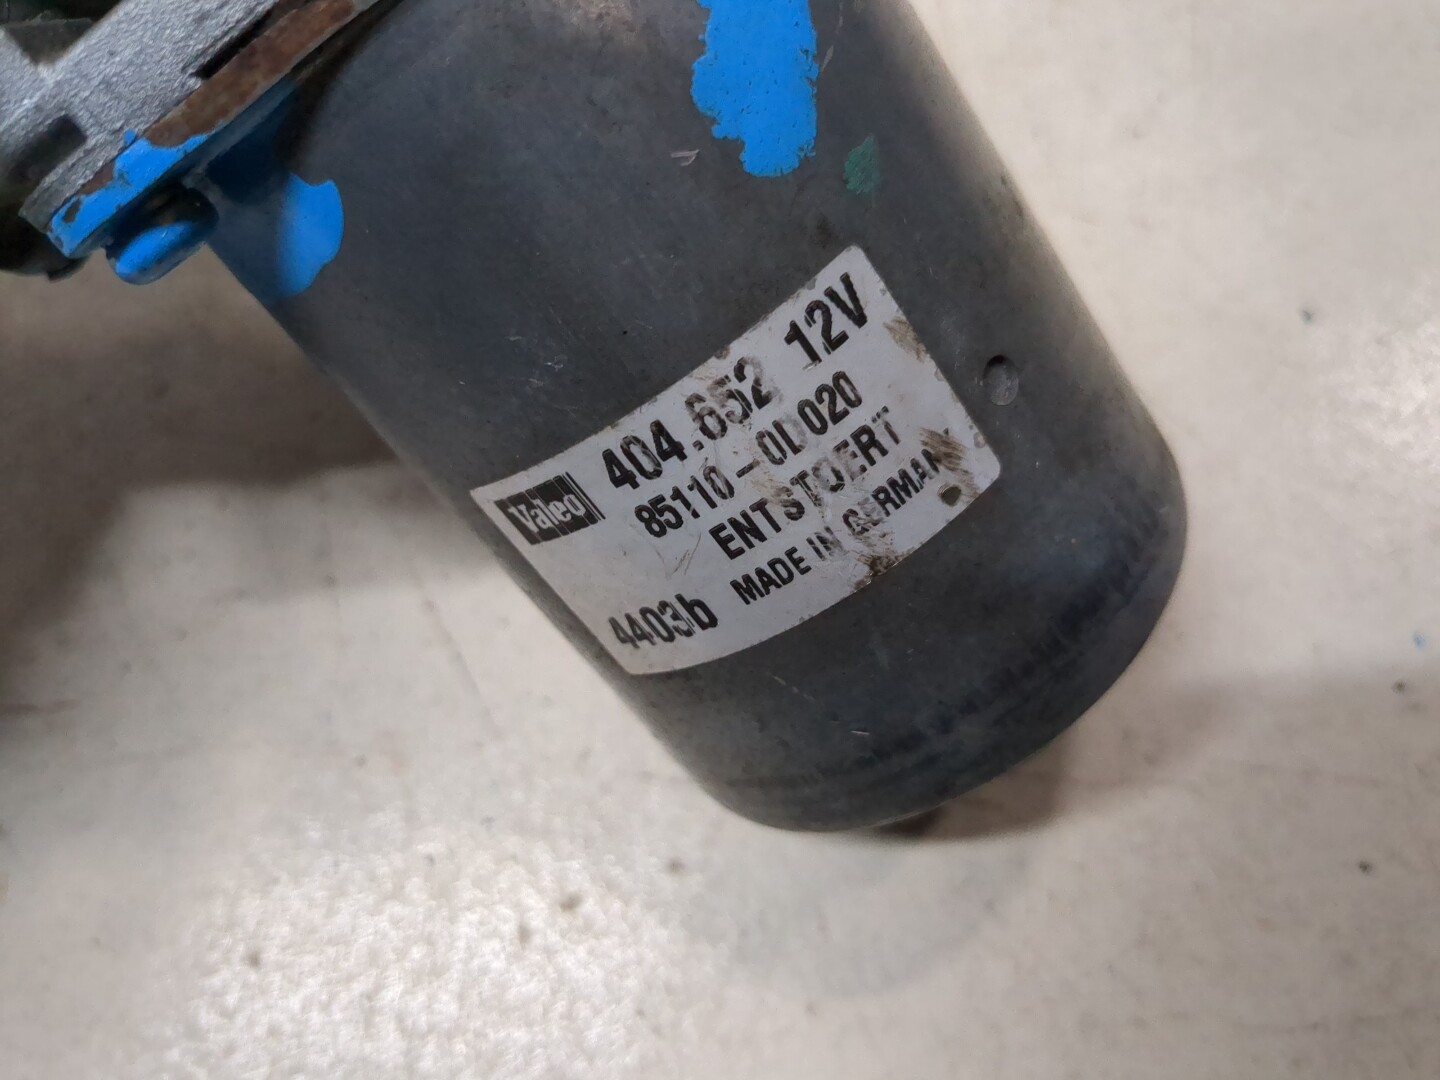 Valeo 404.652 12V
85110-0D020
ENTSTOERT
4403b MADE IN GERMANY